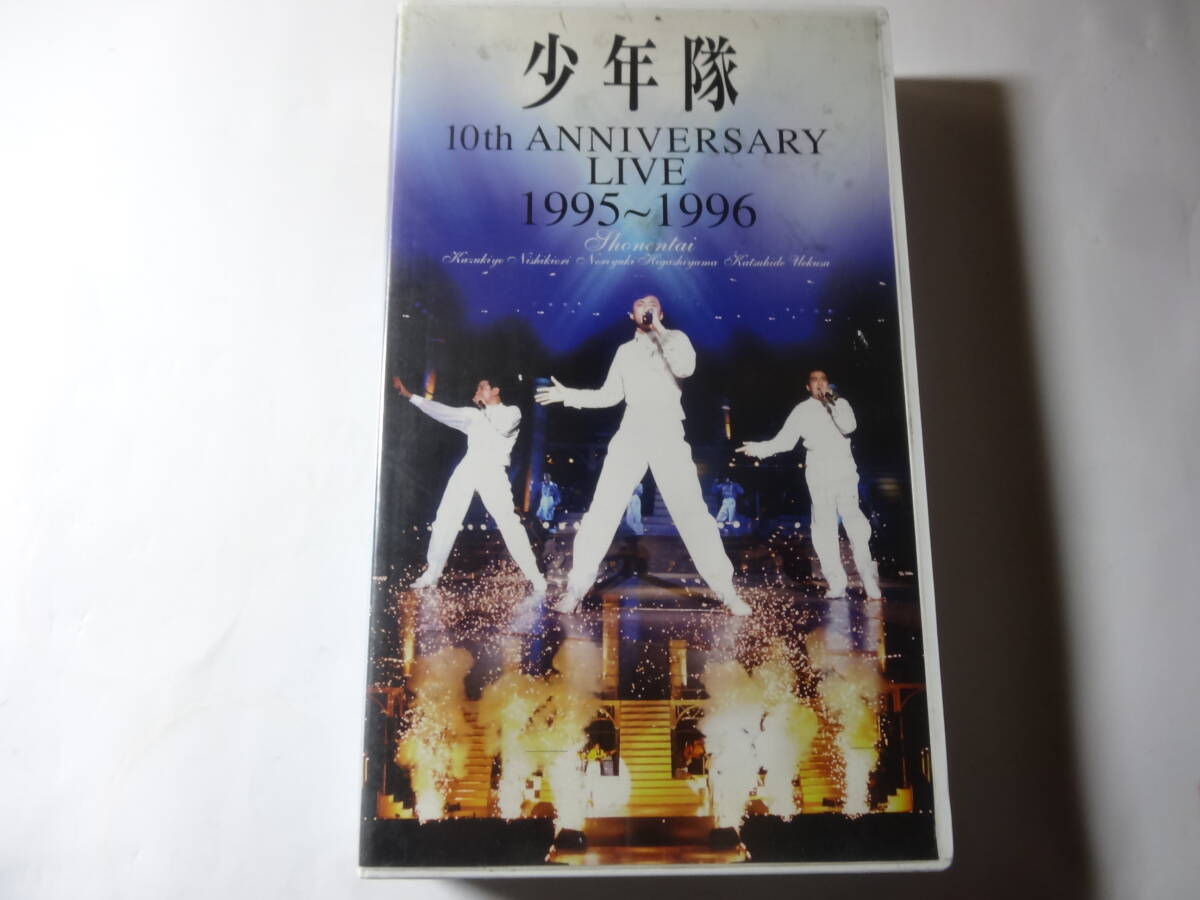 少年隊
10th ANNIVERSARY
LIVE
1995~1996
Shonentai
Kazukiyo Nishikiori Noriyuki Higashiyama Katsuhide Uekusa